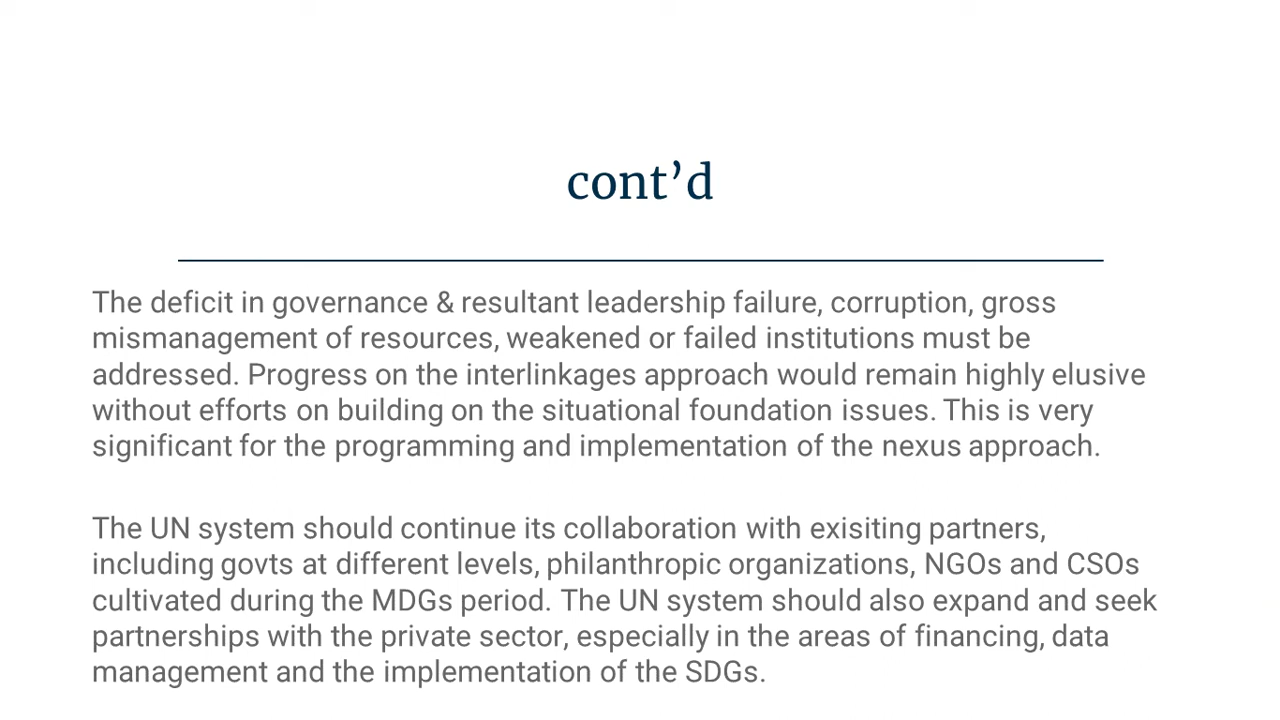 cont’d
The deficit in governance & resultant leadership failure, corruption, gross
mismanagement of resources, weakened or failed institutions must be
addressed. Progress on the interlinkages approach would remain highly elusive
without efforts on building on the situational foundation issues. This is very
significant for the programming and implementation of the nexus approach.
The UN system should continue its collaboration with exisiting partners,
including govts at different levels, philanthropic organizations, NGOs and CSOs
cultivated during the MDGs period. The UN system should also expand and seek
partnerships with the private sector, especially in the areas of financing, data
management and the implementation of the SDGs.